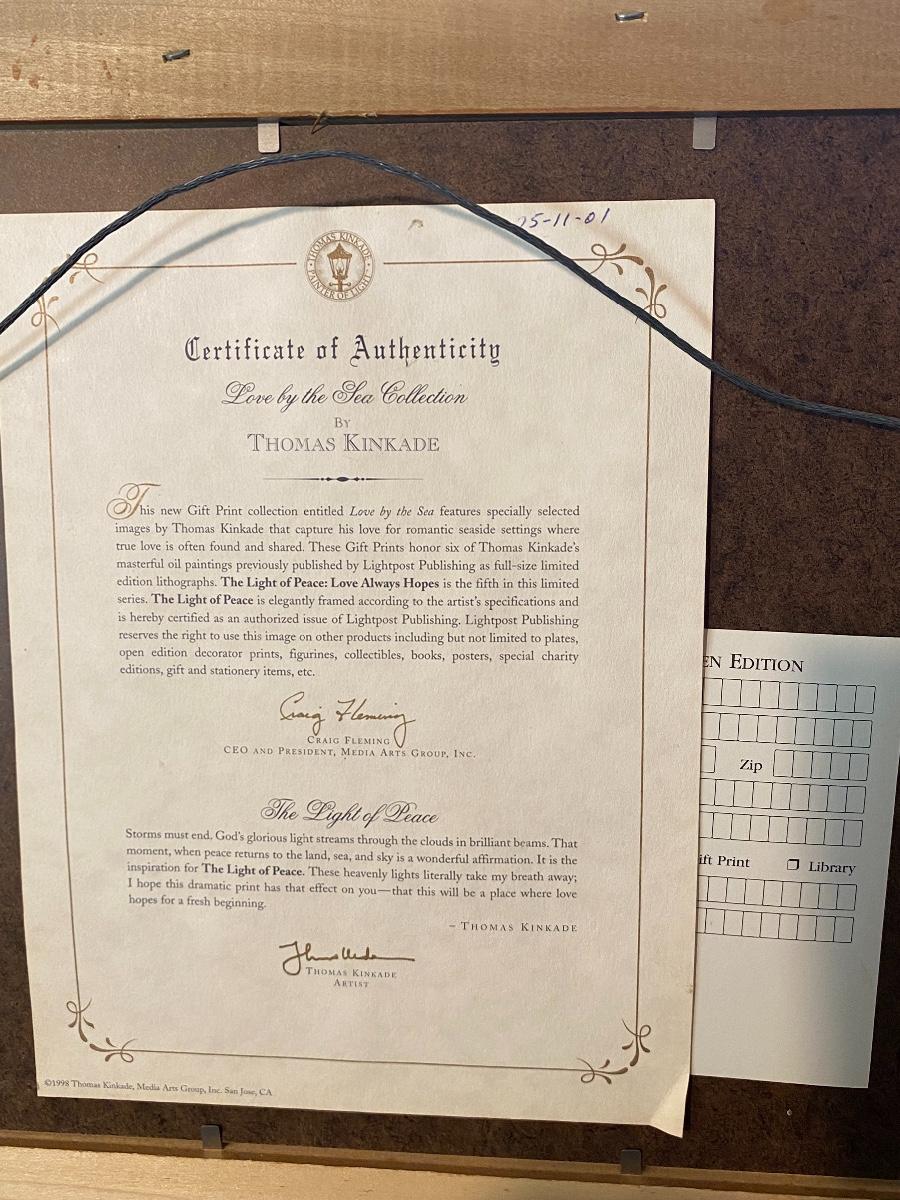 75-11-01
THOMAS KINKADE
PAINTER OF LIGHT
Certificate of Authenticity
Love by the Sea Collection
BY
THOMAS KINKADE
This new Gift Print collection entitled Love by the Sea features specially selected
images by Thomas Kinkade that capture his love for romantic seaside settings where
true love is often found and shared. These Gift Prints honor six of Thomas Kinkade's
masterful oil paintings previously published by Lightpost Publishing as full-size limited
edition lithographs. The Light of Peace: Love Always Hopes is the fifth in this limited
series. The Light of Peace is elegantly framed according to the artist's specifications and
is hereby certified as an authorized issue of Lightpost Publishing. Lightpost Publishing
reserves the right to use this image on other products including but not limited to plates,
open edition decorator prints, figurines, collectibles, books, posters, special charity
editions, gift and stationery items, etc.
Craig Fleming
CRAIG FLEMING
CEO AND PRESIDENT, MEDIA ARTS GROUP, INC.
The Light of Peace
Storms must end. God's glorious light streams through the clouds in brilliant beams. That
moment, when peace returns to the land, sea, and sky is a wonderful affirmation. It is the
inspiration for The Light of Peace. These heavenly lights literally take my breath away;
I hope this dramatic print has that effect on you—that this will be a place where love
hopes for a fresh beginning.
– THOMAS KINKADE
THOMAS KINKADE
ARTIST
©1998 Thomas Kinkade, Media Arts Group, Inc. San Jose, CA
EN EDITION
Zip
ift Print ❒ Library